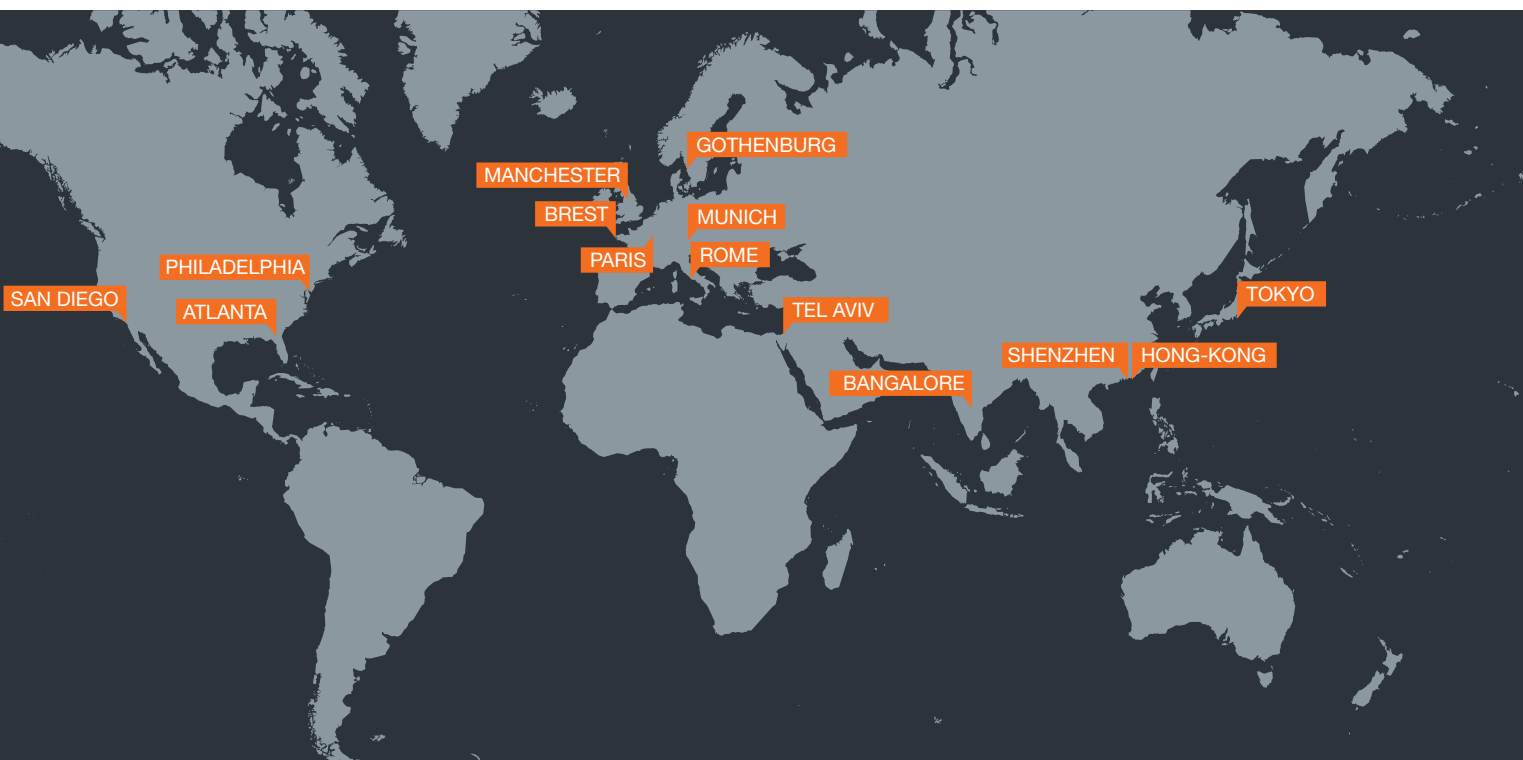 GOTHENBURG
MANCHESTER
BREST
MUNICH
PARIS
ROME
PHILADELPHIA
SAN DIEGO
ATLANTA
TEL AVIV
TOKYO
SHENZHEN
HONG-KONG
BANGALORE